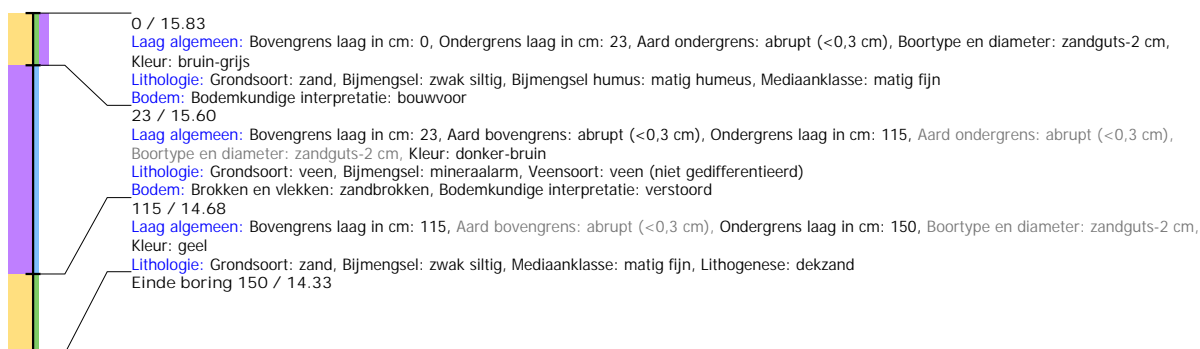 0 / 15.83
Laag algemeen: Bovengrens laag in cm: 0, Ondergrens laag in cm: 23, Aard ondergrens: abrupt (<0,3 cm), Boortype en diameter: zandguts-2 cm,
Kleur: bruin-grijs
Lithologie: Grondsoort: zand, Bijmengsel: zwak siltig, Bijmengsel humus: matig humeus, Mediaanklasse: matig fijn
Bodem: Bodemkundige interpretatie: bouwvoor
23 / 15.60
Laag algemeen: Bovengrens laag in cm: 23, Aard bovengrens: abrupt (<0,3 cm), Ondergrens laag in cm: 115, Aard ondergrens: abrupt (<0,3 cm),
Boortype en diameter: zandguts-2 cm, Kleur: donker-bruin
Lithologie: Grondsoort: veen, Bijmengsel: mineraalarm, Veensoort: veen (niet gedifferentieerd)
Bodem: Brokken en vlekken: zandbrokken, Bodemkundige interpretatie: verstoord
115 / 14.68
Laag algemeen: Bovengrens laag in cm: 115, Aard bovengrens: abrupt (<0,3 cm), Ondergrens laag in cm: 150, Boortype en diameter: zandguts-2 cm,
Kleur: geel
Lithologie: Grondsoort: zand, Bijmengsel: zwak siltig, Mediaanklasse: matig fijn, Lithogenese: dekzand
Einde boring 150 / 14.33